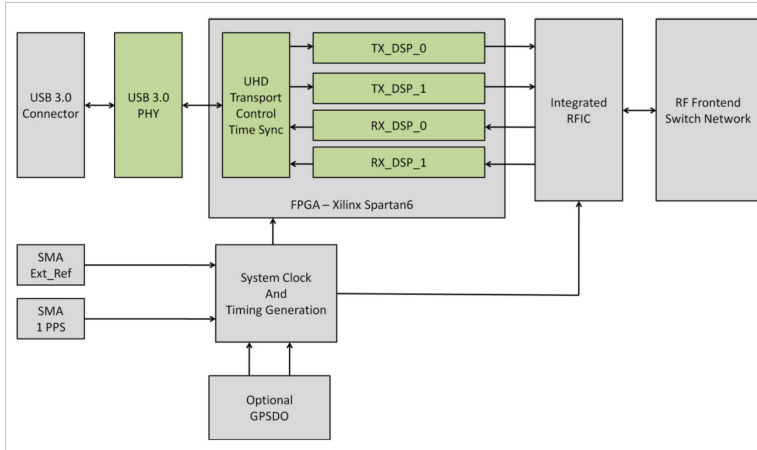 USB 3.0
Connector
USB 3.0
PHY
UHD
Transport
Control
Time Sync
TX_DSP_0
TX_DSP_1
RX_DSP_0
RX_DSP_1
FPGA – Xilinx Spartan6
Integrated
RFIC
RF Frontend
Switch Network
SMA
Ext_Ref
SMA
1 PPS
System Clock
And
Timing Generation
Optional
GPSDO